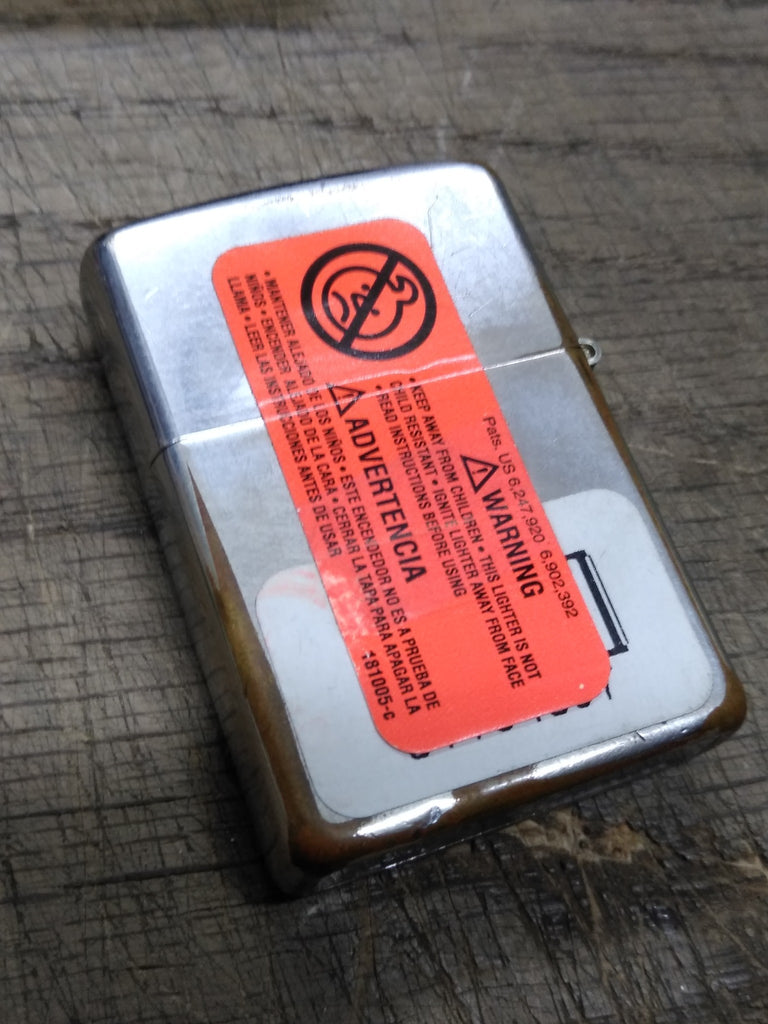 Pats. US 6,247,920 6,902,392
WARNING
• KEEP AWAY FROM CHILDREN • THIS LIGHTER IS NOT
CHILD RESISTANT • IGNITE LIGHTER AWAY FROM FACE
• READ INSTRUCTIONS BEFORE USING
ADVERTENCIA
• MANTENER ALEJADO DE LOS NIÑOS • ESTE ENCENDEDOR NO ES A PRUEBA DE
NIÑOS • ENCENDER ALEJADO DE LA CARA • CERRAR LA TAPA PARA APAGAR LA
LLAMA • LEER LAS INSTRUCCIONES ANTES DE USAR
181005-C